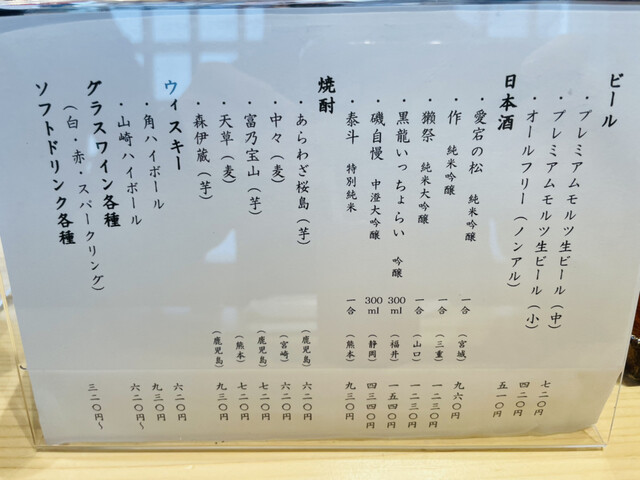 ビール
・プレミアムモルツ生ビール（中） 七二〇円
・プレミアムモルツ生ビール（小） 四二〇円
・オールフリー（ノンアル） 五一〇円
日本酒
・愛宕の松 純米吟醸 一合（宮城） 九六〇円
・作 純米吟醸 一合（三重） 一二三〇円
・獺祭 純米大吟醸 一合（山口） 一二三〇円
・黒龍いっちょらい 吟醸 300ml（福井） 一五四〇円
・磯自慢 中澄大吟醸 300ml（静岡） 四三四〇円
・泰斗 特別純米 一合（熊本） 九三〇円
焼酎
・あらわざ桜島（芋）（鹿児島） 六二〇円
・中々（麦）（宮崎） 六二〇円
・富乃宝山（芋）（鹿児島） 七二〇円
・天草（麦）（熊本） 七二〇円
・森伊蔵（芋）（鹿児島） 九三〇円
ウィスキー
・角ハイボール 六二〇円
・山崎ハイボール 九三〇円
グラスワイン各種 六二〇円～
（白・赤・スパークリング）
ソフトドリンク各種 三二〇円～